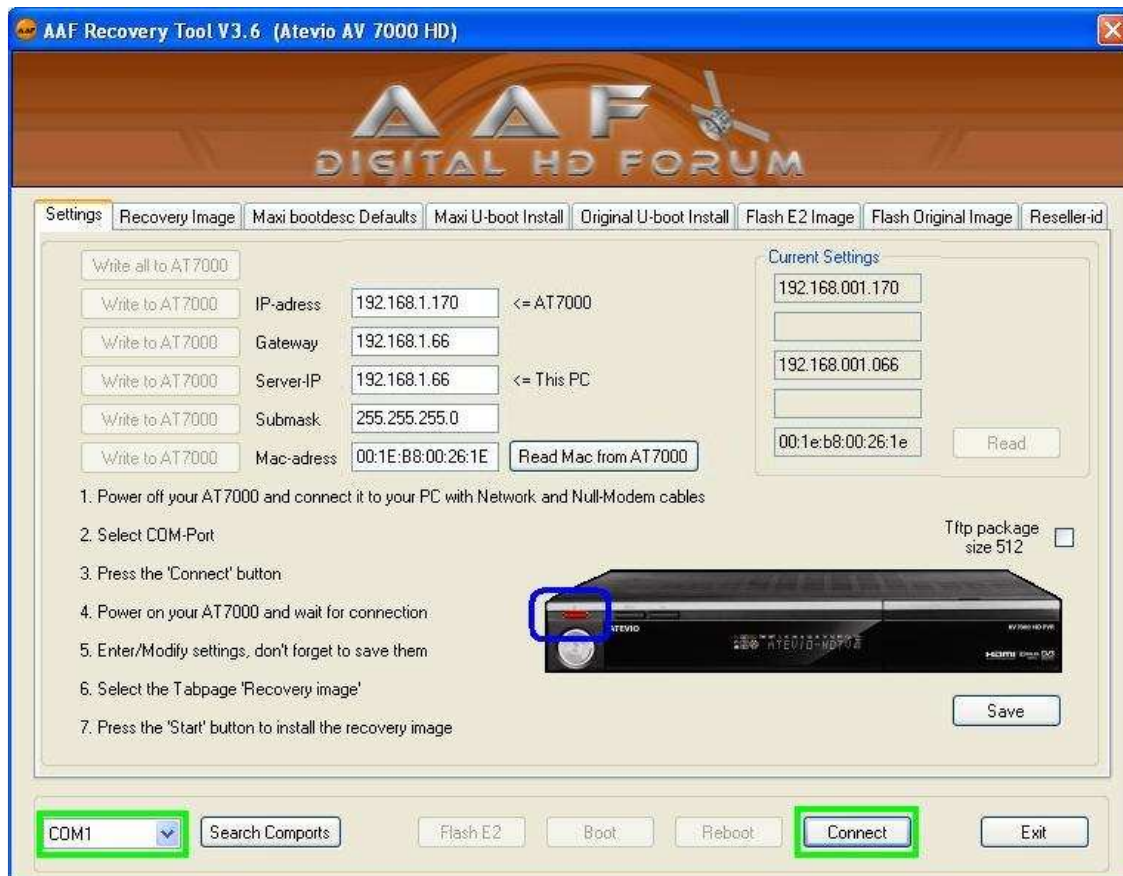 AAF Recovery Tool V3.6 (Atevio AV 7000 HD)
AAF
DIGITAL HD FORUM
Settings Recovery Image Maxi bootdesc Defaults Maxi U-boot Install Original U-boot Install Flash E2 Image Flash Original Image Reseller-id
Write all to AT7000
Current Settings
Write to AT7000 IP-adress 192.168.1.170 <= AT7000 192.168.001.170
Write to AT7000 Gateway 192.168.1.66
Write to AT7000 Server-IP 192.168.1.66 <= This PC 192.168.001.066
Write to AT7000 Submask 255.255.255.0
Write to AT7000 Mac-adress 00:1E:B8:00:26:1E Read Mac from AT7000 00:1e:b8:00:26:1e Read
1. Power off your AT7000 and connect it to your PC with Network and Null-Modem cables
2. Select COM-Port
Tftp package
size 512
3. Press the 'Connect' button
4. Power on your AT7000 and wait for connection
ATEVIO
AV7000 HD PVR
ATEVIO-HDTV
HDMI
5. Enter/Modify settings, don't forget to save them
6. Select the Tabpage 'Recovery image'
Save
7. Press the 'Start' button to install the recovery image
COM1 Search Comports Flash E2 Boot Reboot Connect Exit